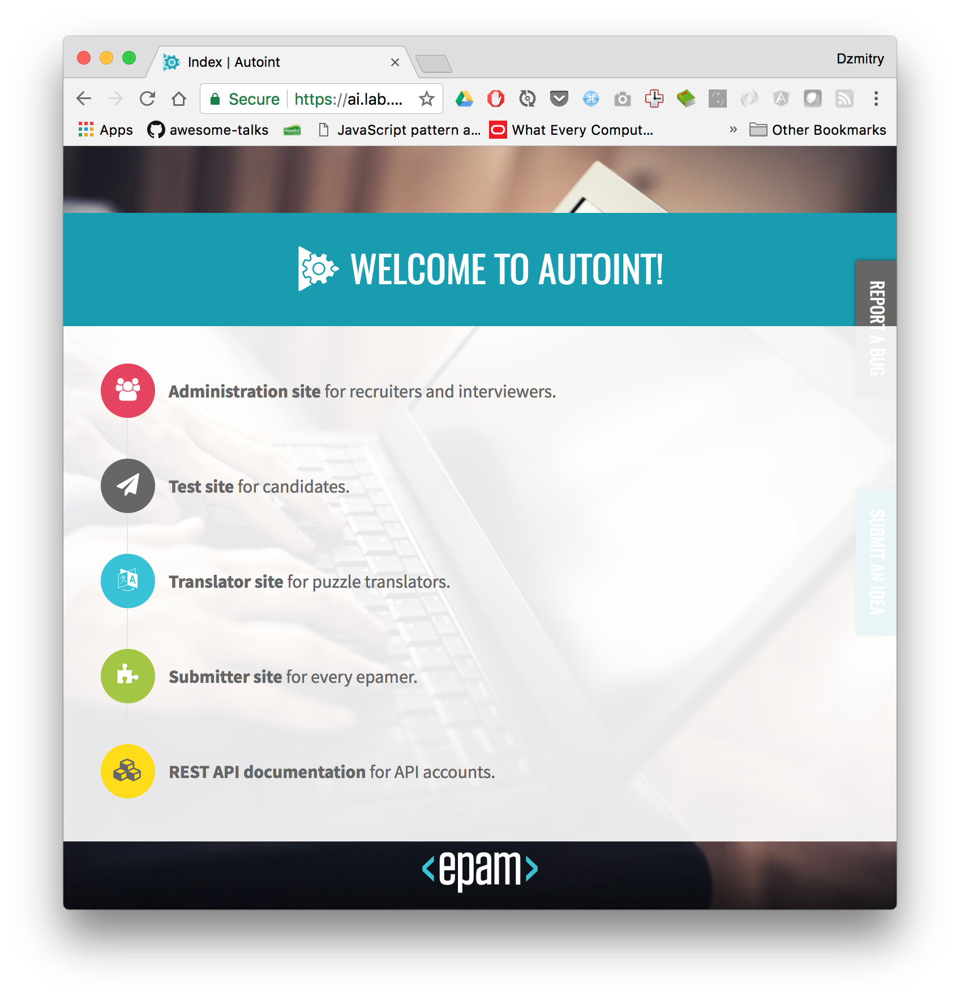 Index | Autoint
Dzmitry
Secure https://ai.lab....
Apps awesome-talks JavaScript pattern a... What Every Comput... » Other Bookmarks
WELCOME TO AUTOINT!
REPORT A BUG
Administration site for recruiters and interviewers.
Test site for candidates.
SUBMIT AN IDEA
Translator site for puzzle translators.
Submitter site for every epamer.
REST API documentation for API accounts.
<epam>